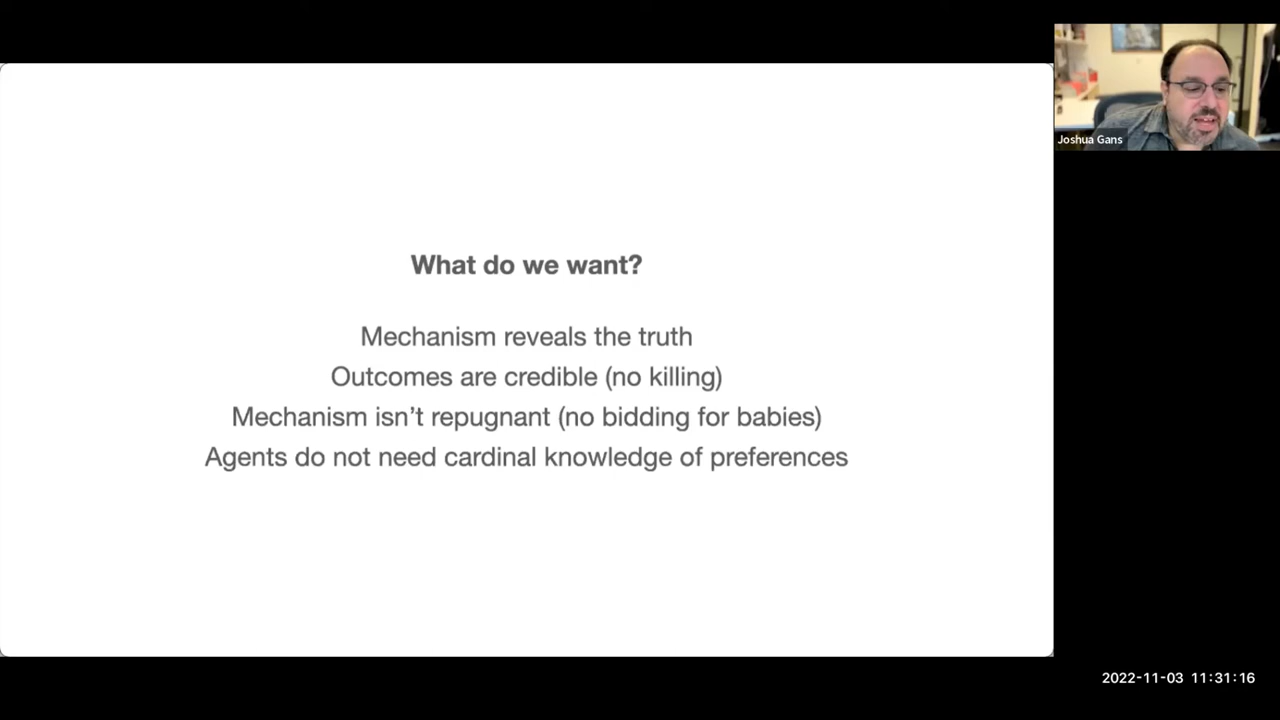 What do we want?
Mechanism reveals the truth
Outcomes are credible (no killing)
Mechanism isn’t repugnant (no bidding for babies)
Agents do not need cardinal knowledge of preferences
Joshua Gans
2022-11-03 11:31:16